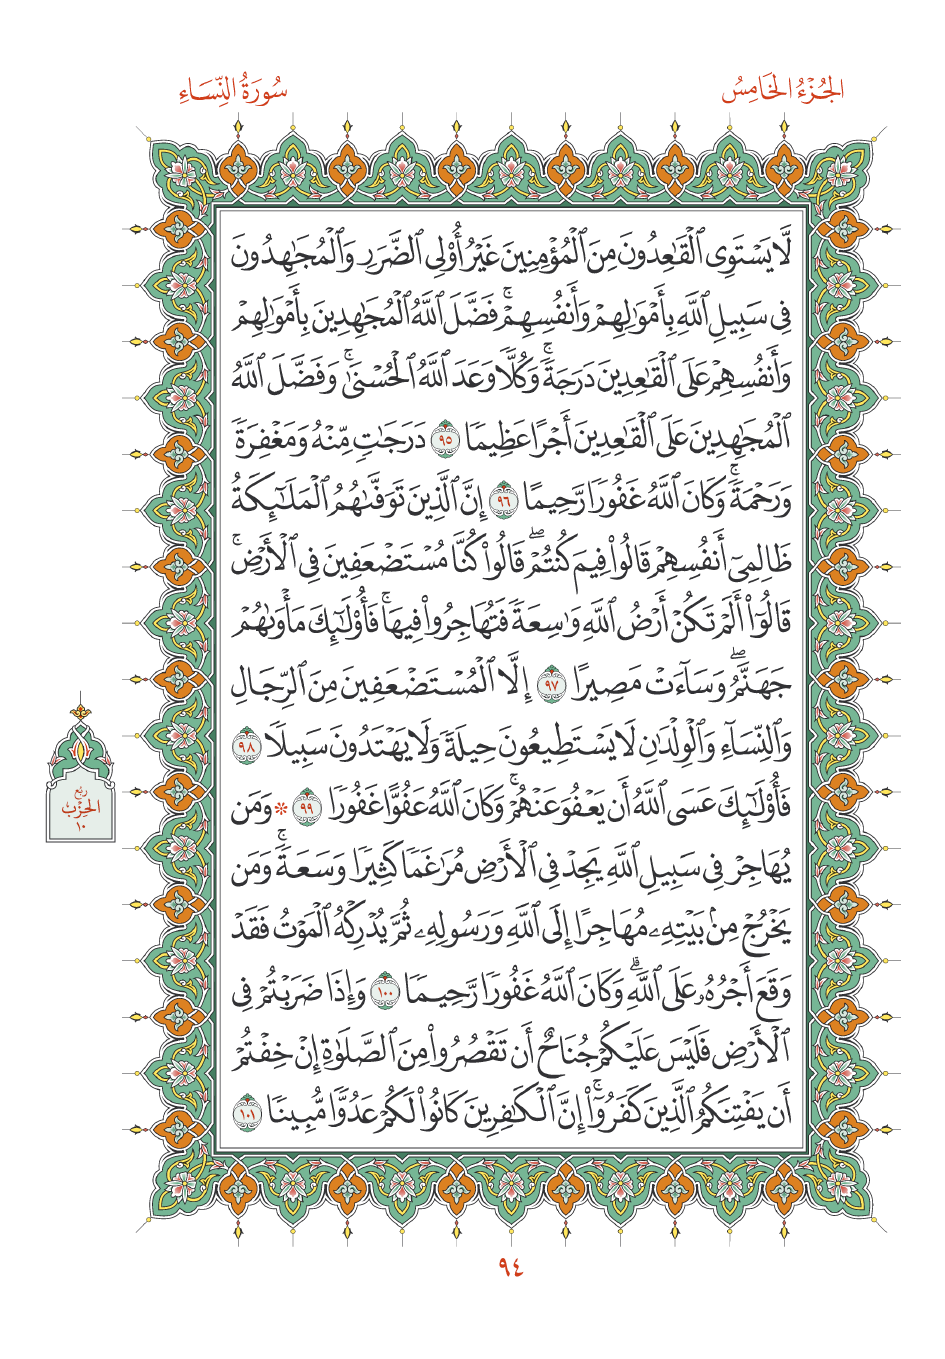 الجُزْءُ الخَامِسُ
سُورَةُ النِّسَاءِ
لَّا يَسْتَوِى ٱلْقَٰعِدُونَ مِنَ ٱلْمُؤْمِنِينَ غَيْرُ أُو۟لِى ٱلضَّرَرِ وَٱلْمُجَٰهِدُونَ
فِى سَبِيلِ ٱللَّهِ بِأَمْوَٰلِهِمْ وَأَنفُسِهِمْ ۚ فَضَّلَ ٱللَّهُ ٱلْمُجَٰهِدِينَ بِأَمْوَٰلِهِمْ
وَأَنفُسِهِمْ عَلَى ٱلْقَٰعِدِينَ دَرَجَةً ۚ وَكُلًّا وَعَدَ ٱللَّهُ ٱلْحُسْنَىٰ ۚ وَفَضَّلَ ٱللَّهُ
ٱلْمُجَٰهِدِينَ عَلَى ٱلْقَٰعِدِينَ أَجْرًا عَظِيمًا ٩٥ دَرَجَٰتٍ مِّنْهُ وَمَغْفِرَةً
وَرَحْمَةً ۚ وَكَانَ ٱللَّهُ غَفُورًا رَّحِيمًا ٩٦ إِنَّ ٱلَّذِينَ تَوَفَّىٰهُمُ ٱلْمَلَٰٓئِكَةُ
ظَالِمِىٓ أَنفُسِهِمْ قَالُوا۟ فِيمَ كُنتُمْ ۖ قَالُوا۟ كُنَّا مُسْتَضْعَفِينَ فِى ٱلْأَرْضِ ۚ
قَالُوٓا۟ أَلَمْ تَكُنْ أَرْضُ ٱللَّهِ وَٰسِعَةً فَتُهَاجِرُوا۟ فِيهَا ۚ فَأُو۟لَٰٓئِكَ مَأْوَىٰهُمْ
جَهَنَّمُ ۖ وَسَآءَتْ مَصِيرًا ٩٧ إِلَّا ٱلْمُسْتَضْعَفِينَ مِنَ ٱلرِّجَالِ
وَٱلنِّسَآءِ وَٱلْوِلْدَٰنِ لَا يَسْتَطِيعُونَ حِيلَةً وَلَا يَهْتَدُونَ سَبِيلًا ٩٨
فَأُو۟لَٰٓئِكَ عَسَى ٱللَّهُ أَن يَعْفُوَ عَنْهُمْ ۚ وَكَانَ ٱللَّهُ عَفُوًّا غَفُورًا ٩٩ ۞ وَمَن
يُهَاجِرْ فِى سَبِيلِ ٱللَّهِ يَجِدْ فِى ٱلْأَرْضِ مُرَٰغَمًا كَثِيرًا وَسَعَةً ۚ وَمَن
يَخْرُجْ مِنۢ بَيْتِهِۦ مُهَاجِرًا إِلَى ٱللَّهِ وَرَسُولِهِۦ ثُمَّ يُدْرِكْهُ ٱلْمَوْتُ فَقَدْ
وَقَعَ أَجْرُهُۥ عَلَى ٱللَّهِ ۗ وَكَانَ ٱللَّهُ غَفُورًا رَّحِيمًا ١٠٠ وَإِذَا ضَرَبْتُمْ فِى
ٱلْأَرْضِ فَلَيْسَ عَلَيْكُمْ جُنَاحٌ أَن تَقْصُرُوا۟ مِنَ ٱلصَّلَوٰةِ إِنْ خِفْتُمْ
أَن يَفْتِنَكُمُ ٱلَّذِينَ كَفَرُوٓا۟ ۚ إِنَّ ٱلْكَٰفِرِينَ كَانُوا۟ لَكُمْ عَدُوًّا مُّبِينًا ١٠١
ربع
الحِزْب
١٠
٩٤